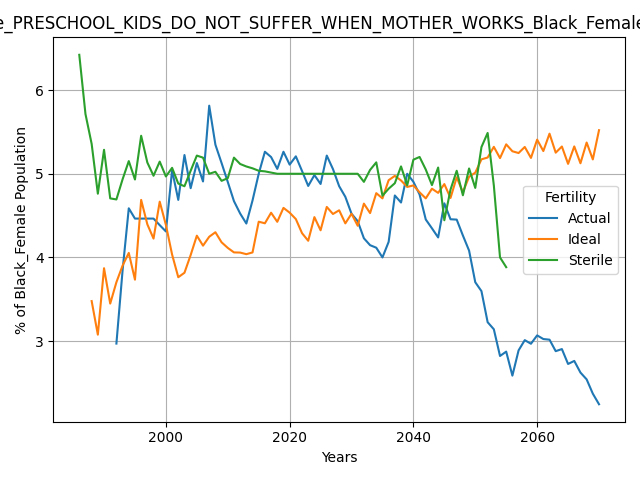 e_PRESCHOOL_KIDS_DO_NOT_SUFFER_WHEN_MOTHER_WORKS_Black_Female
% of Black_Female Population
6
5
4
3
Fertility
Actual
Ideal
Sterile
2000
2020
2040
2060
Years